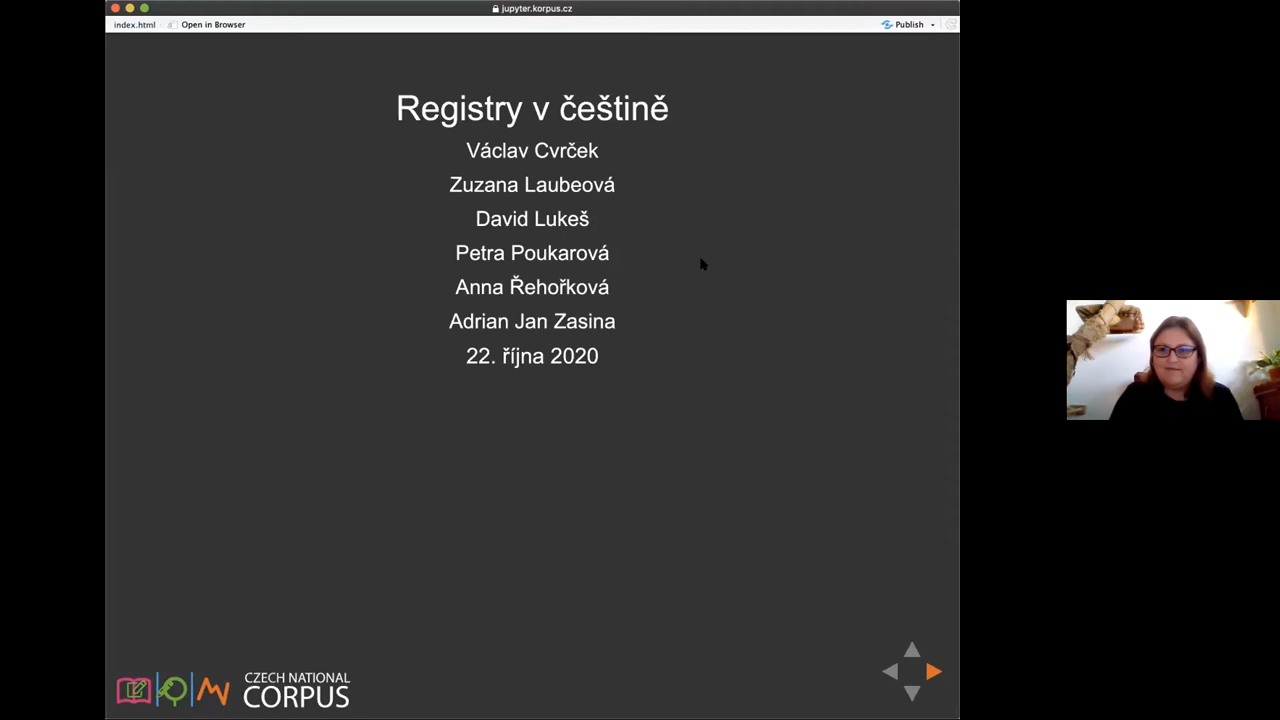 jupyter.korpus.cz
index.html
Open in Browser
Publish
Registry v češtině
Václav Cvrček
Zuzana Laubeová
David Lukeš
Petra Poukarová
Anna Řehořková
Adrian Jan Zasina
22. října 2020
CZECH NATIONAL
CORPUS